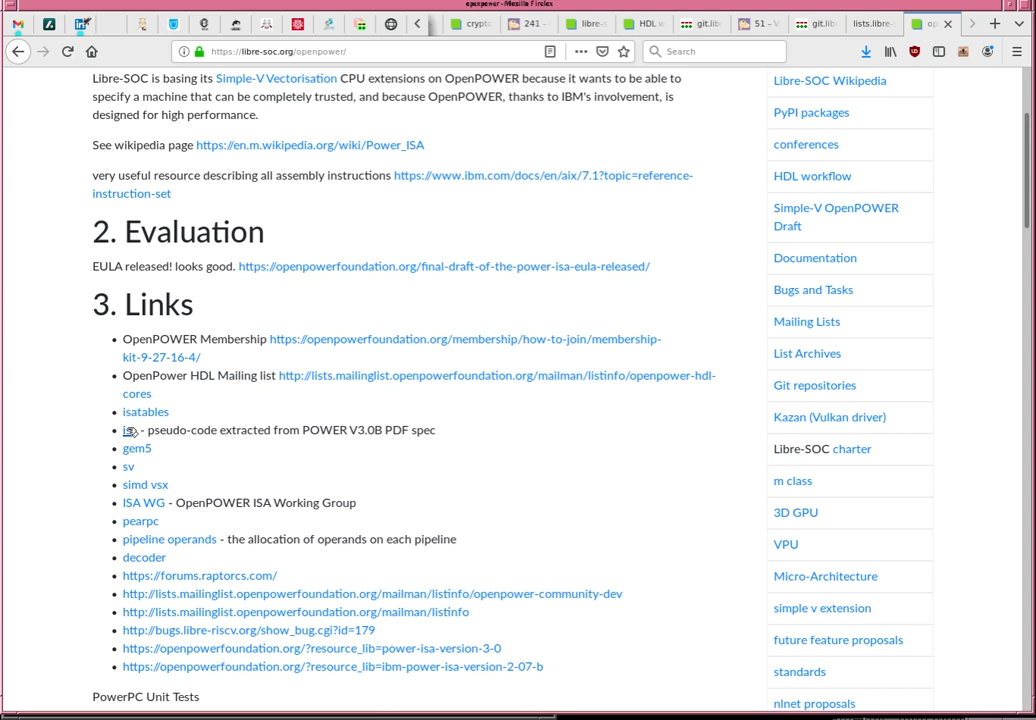 openpower - Mozilla Firefox
crypto
241 -
libre-s
HDL w
git.lib
51 – V
git.lib
lists.libre-
op
https://libre-soc.org/openpower/
Search
Libre-SOC is basing its Simple-V Vectorisation CPU extensions on OpenPOWER because it wants to be able to
specify a machine that can be completely trusted, and because OpenPOWER, thanks to IBM's involvement, is
designed for high performance.
See wikipedia page https://en.m.wikipedia.org/wiki/Power_ISA
very useful resource describing all assembly instructions https://www.ibm.com/docs/en/aix/7.1?topic=reference-
instruction-set
2. Evaluation
EULA released! looks good. https://openpowerfoundation.org/final-draft-of-the-power-isa-eula-released/
3. Links
• OpenPOWER Membership https://openpowerfoundation.org/membership/how-to-join/membership-
kit-9-27-16-4/
• OpenPower HDL Mailing list http://lists.mailinglist.openpowerfoundation.org/mailman/listinfo/openpower-hdl-
cores
• isatables
• - pseudo-code extracted from POWER V3.0B PDF spec
• gem5
• sv
• simd vsx
• ISA WG - OpenPOWER ISA Working Group
• pearpc
• pipeline operands - the allocation of operands on each pipeline
• decoder
• https://forums.raptorcs.com/
• http://lists.mailinglist.openpowerfoundation.org/mailman/listinfo/openpower-community-dev
• http://lists.mailinglist.openpowerfoundation.org/mailman/listinfo
• http://bugs.libre-riscv.org/show_bug.cgi?id=179
• https://openpowerfoundation.org/?resource_lib=power-isa-version-3-0
• https://openpowerfoundation.org/?resource_lib=ibm-power-isa-version-2-07-b
PowerPC Unit Tests
Libre-SOC Wikipedia
PyPI packages
conferences
HDL workflow
Simple-V OpenPOWER
Draft
Documentation
Bugs and Tasks
Mailing Lists
List Archives
Git repositories
Kazan (Vulkan driver)
Libre-SOC charter
m class
3D GPU
VPU
Micro-Architecture
simple v extension
future feature proposals
standards
nlnet proposals